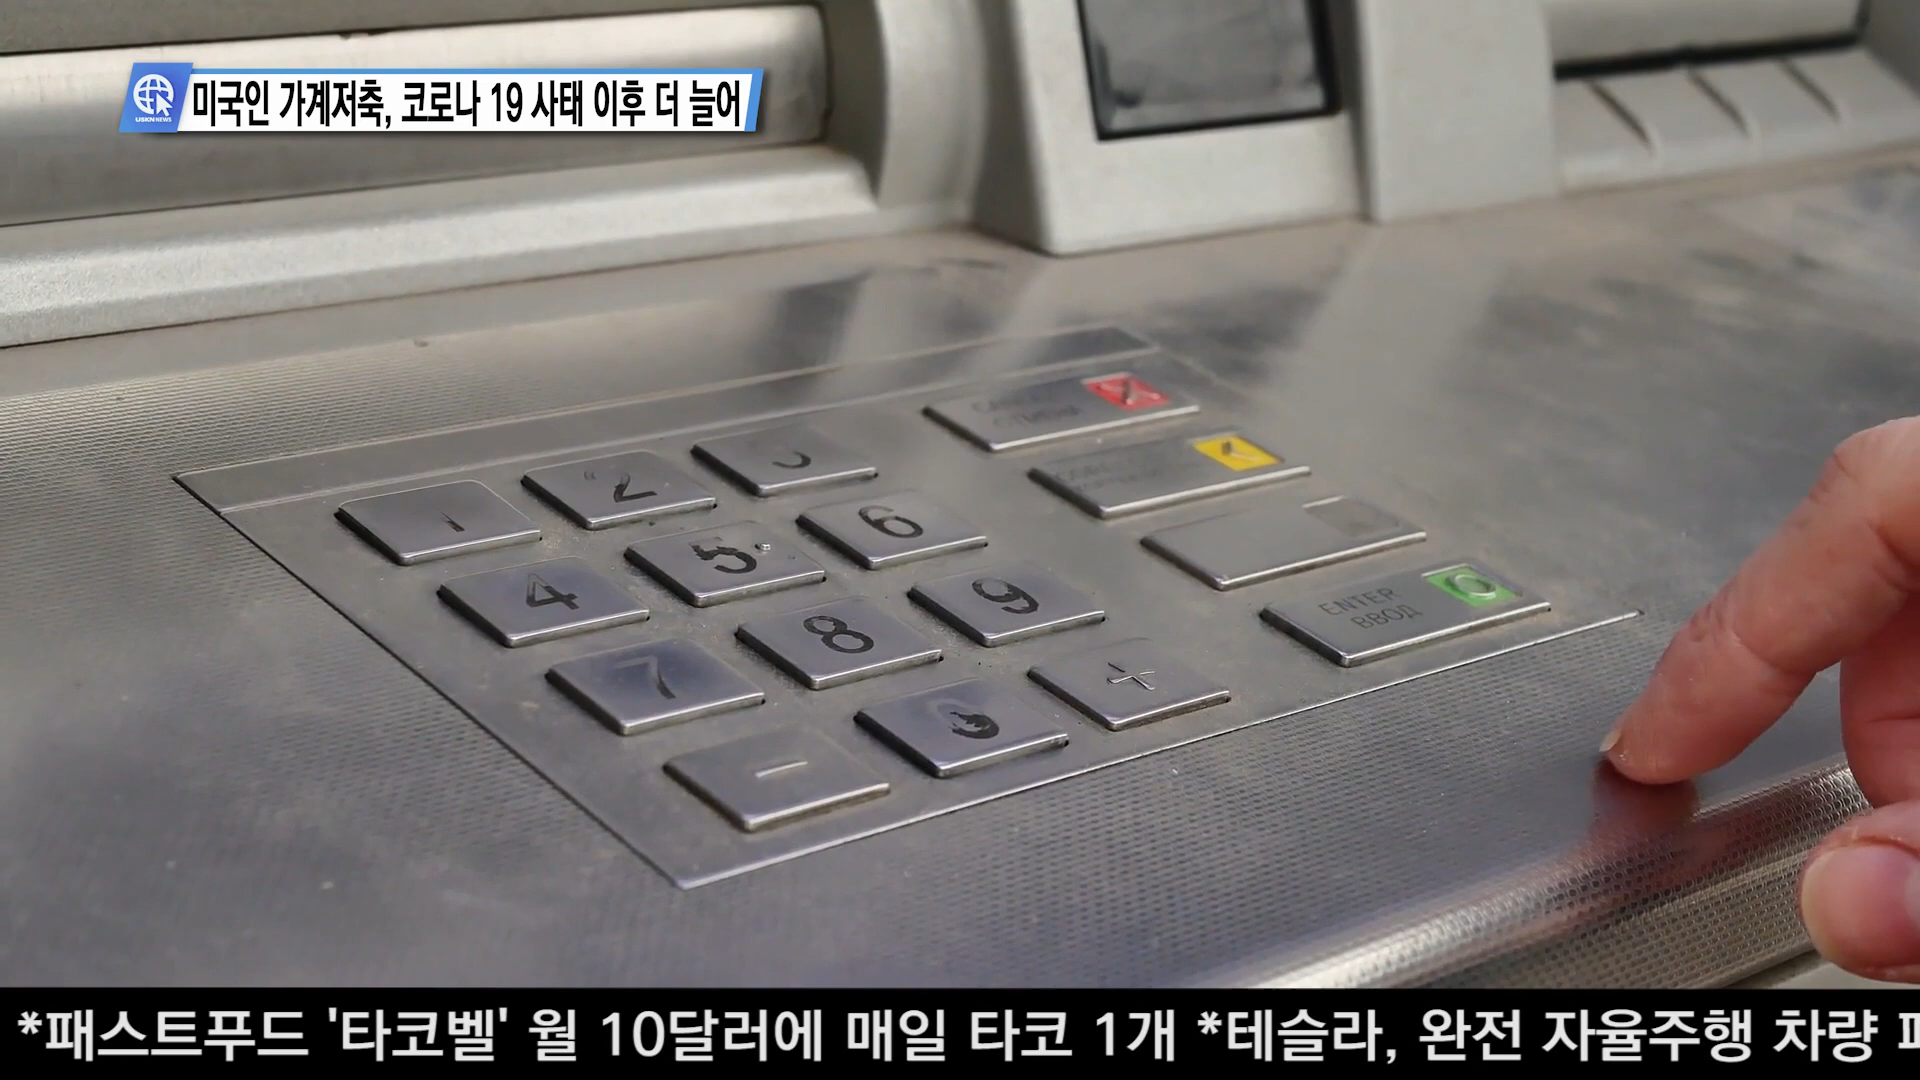 미국인 가계저축, 코로나 19 사태 이후 더 늘어
USKN NEWS
2
6
5
4
9
8
7
+
-
ENTER
ВВОД
*패스트푸드 '타코벨' 월 10달러에 매일 타코 1개 *테슬라, 완전 자율주행 차량